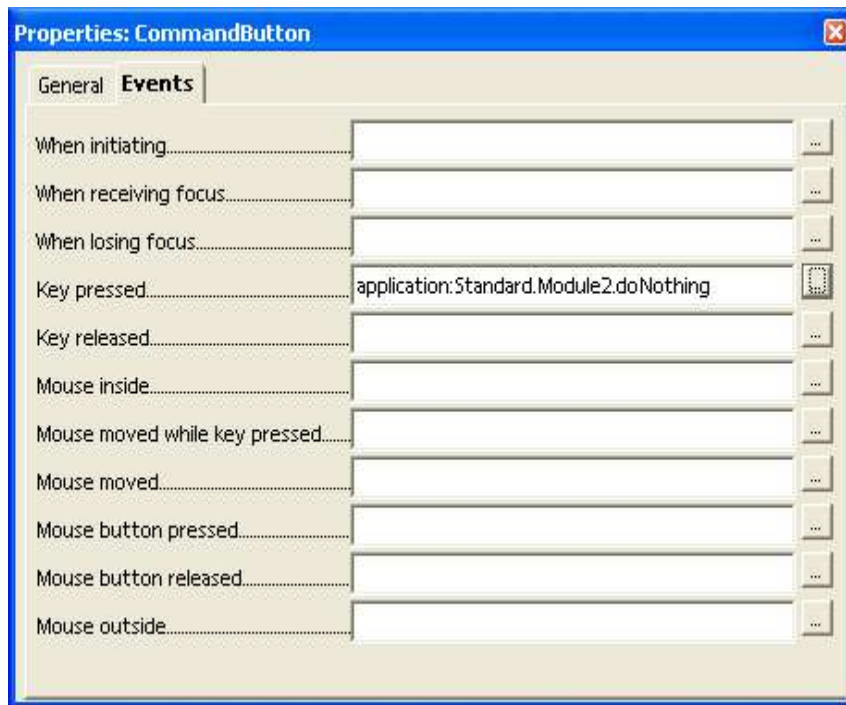 Properties: CommandButton
General Events
When initiating...
When receiving focus...
When losing focus...
Key pressed... application:Standard.Module2.doNothing ...
Key released...
Mouse inside...
Mouse moved while key pressed...
Mouse moved...
Mouse button pressed...
Mouse button released...
Mouse outside...